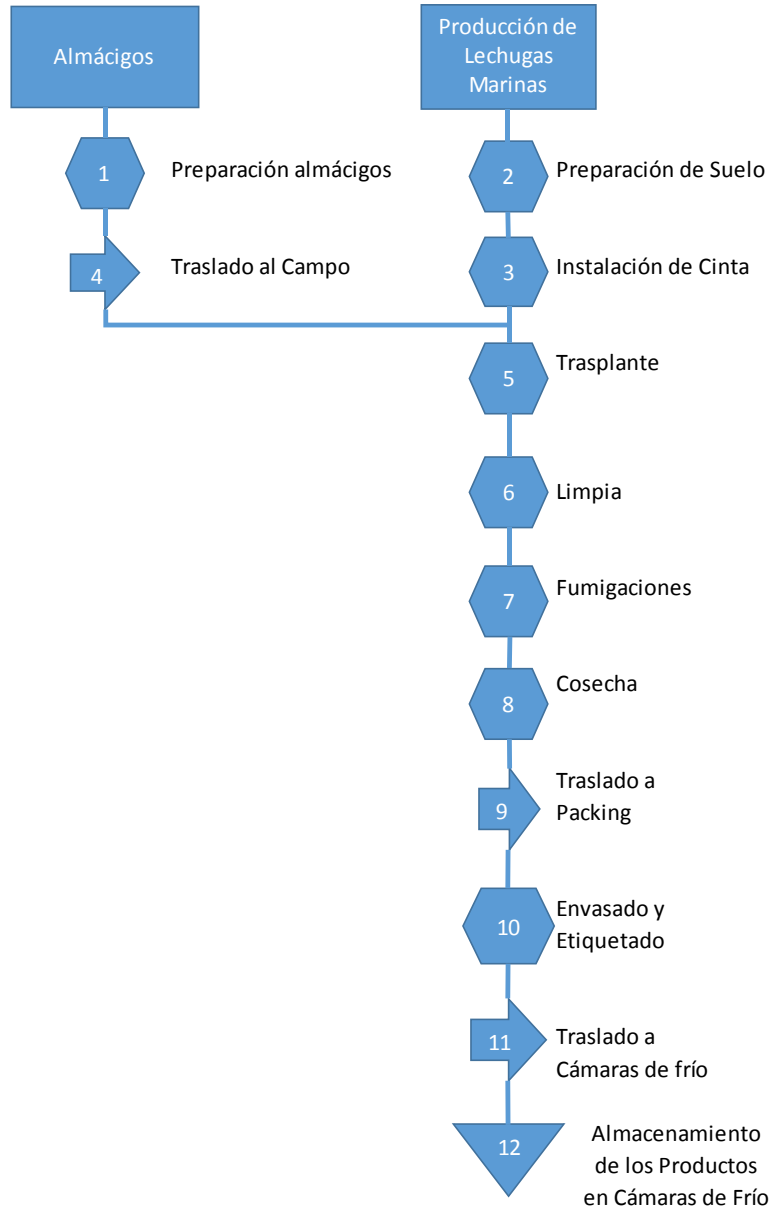 Almácigos
Producción de
Lechugas
Marinas
1
Preparación almácigos
2
Preparación de Suelo
4
Traslado al Campo
3
Instalación de Cinta
5
Trasplante
6
Limpia
7
Fumigaciones
8
Cosecha
9
Traslado a
Packing
10
Envasado y
Etiquetado
11
Traslado a
Cámaras de frío
12
Almacenamiento
de los Productos
en Cámaras de Frío